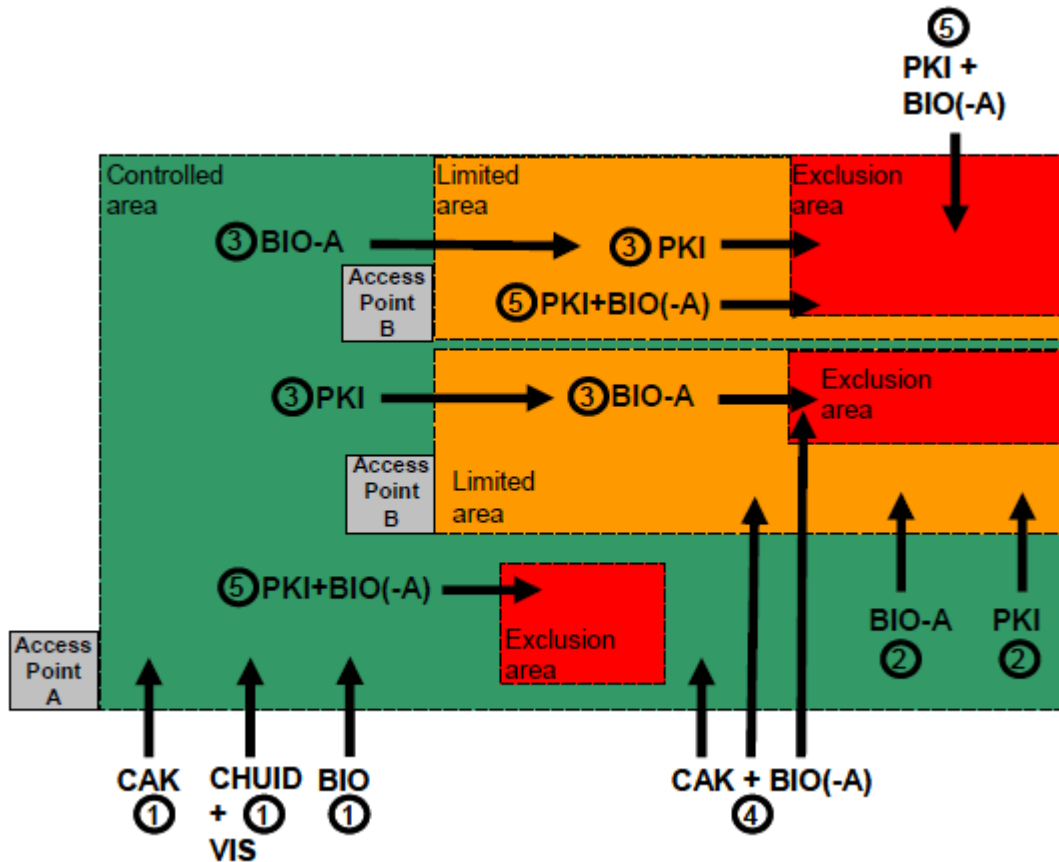 ⑤
PKI +
BIO(-A)
Controlled
area
Limited
area
Exclusion
area
③ BIO-A
③ PKI
Access
Point
B
⑤ PKI+BIO(-A)
③ PKI
③ BIO-A
Exclusion
area
Access
Point
B
Limited
area
⑤ PKI+BIO(-A)
Exclusion
area
BIO-A
②
PKI
②
Access
Point
A
CAK
①
CHUID
+ ①
VIS
BIO
①
CAK + BIO(-A)
④